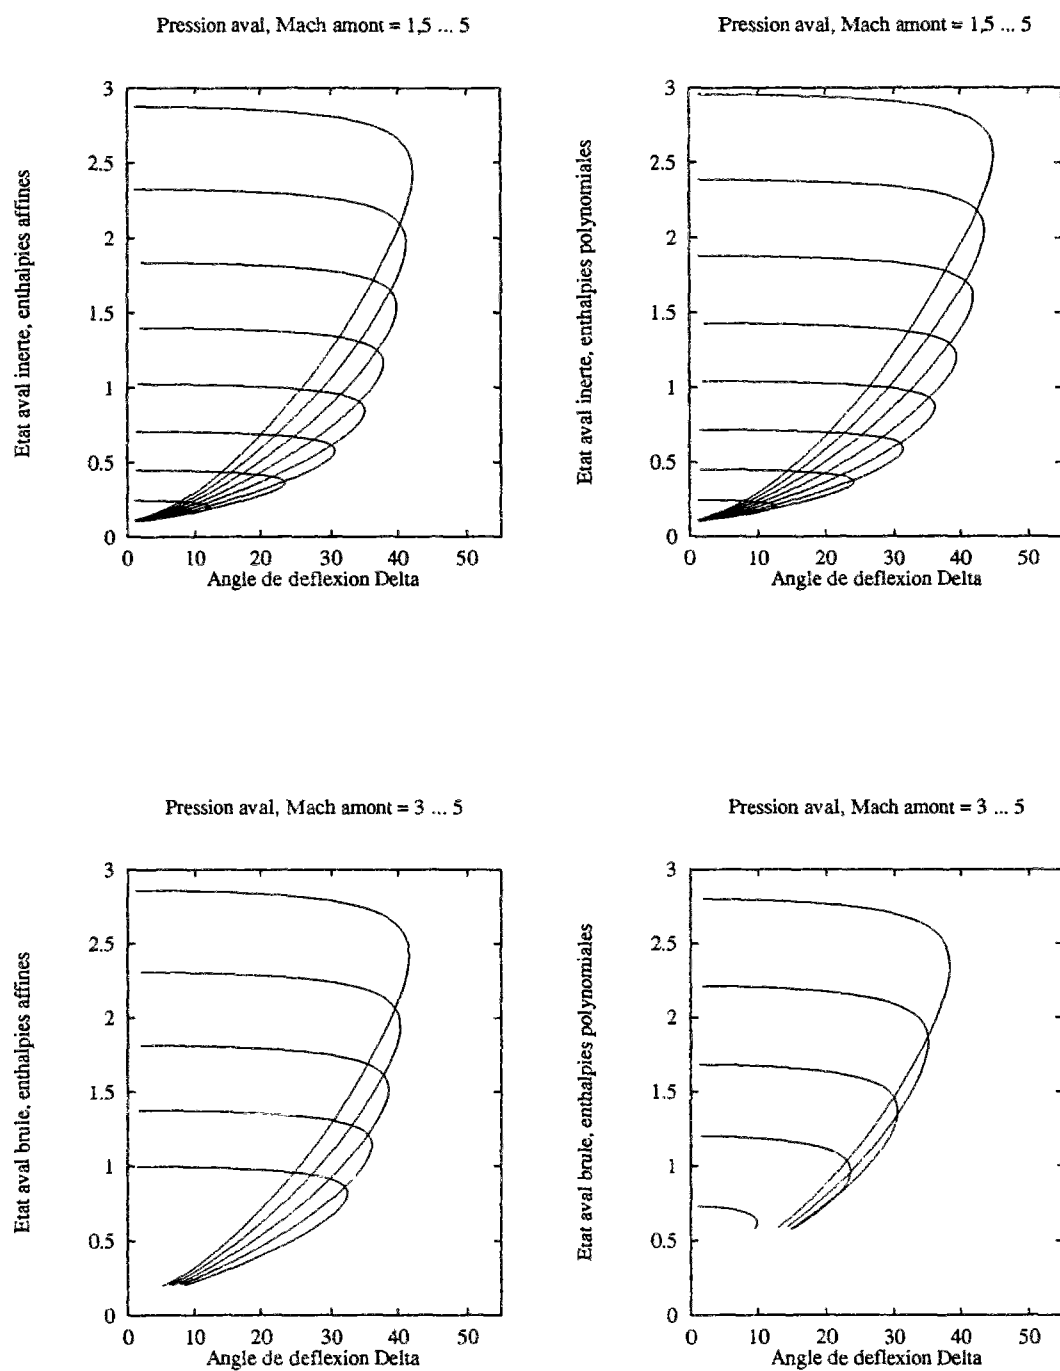 Pression aval, Mach amont = 1,5 ... 5
Etat aval inerte, enthalpies affines
3
2.5
2
1.5
1
0.5
0
0 10 20 30 40 50
Angle de deflexion Delta
Pression aval, Mach amont = 1,5 ... 5
Etat aval inerte, enthalpies polynomiales
3
2.5
2
1.5
1
0.5
0
0 10 20 30 40 50
Angle de deflexion Delta
Pression aval, Mach amont = 3 ... 5
Etat aval brule, enthalpies affines
3
2.5
2
1.5
1
0.5
0
0 10 20 30 40 50
Angle de deflexion Delta
Pression aval, Mach amont = 3 ... 5
Etat aval brule, enthalpies polynomiales
3
2.5
2
1.5
1
0.5
0
0 10 20 30 40 50
Angle de deflexion Delta